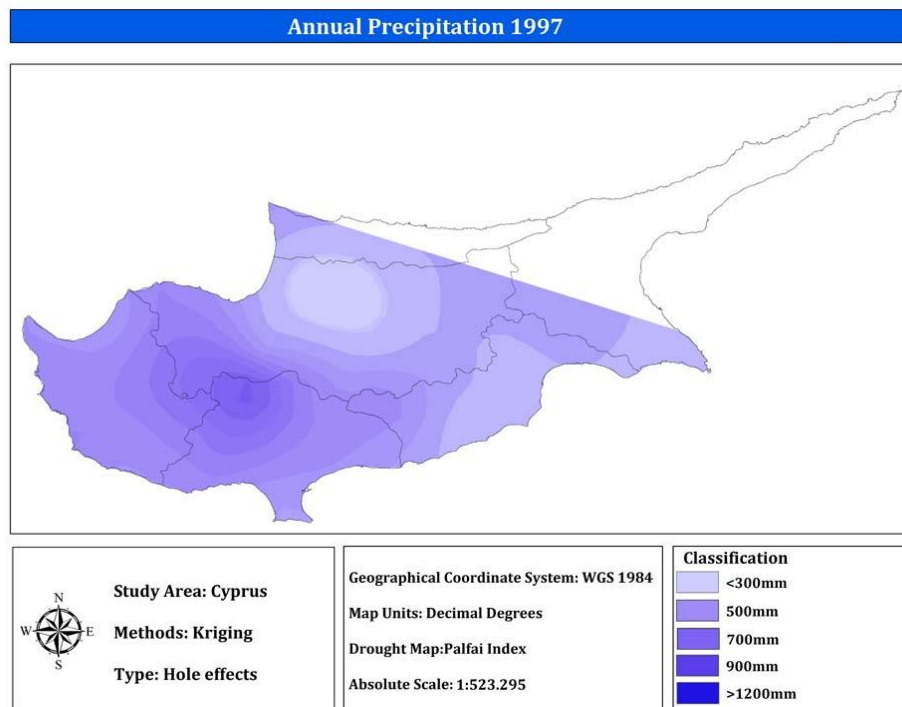 Annual Precipitation 1997
N
W
E
S
Study Area: Cyprus
Methods: Kriging
Type: Hole effects
Geographical Coordinate System: WGS 1984
Map Units: Decimal Degrees
Drought Map:Palfai Index
Absolute Scale: 1:523.295
Classification
<300mm
500mm
700mm
900mm
>1200mm